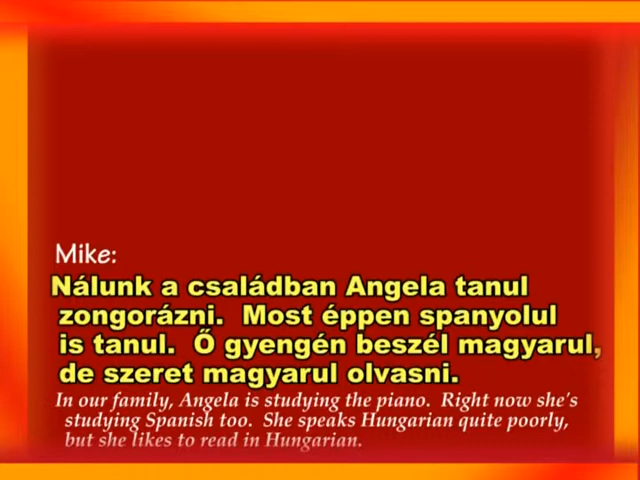 Mike:
Nálunk a családban Angela tanul
zongorázni. Most éppen spanyolul
is tanul. Ő gyengén beszél magyarul,
de szeret magyarul olvasni.
In our family, Angela is studying the piano. Right now she's
studying Spanish too. She speaks Hungarian quite poorly,
but she likes to read in Hungarian.